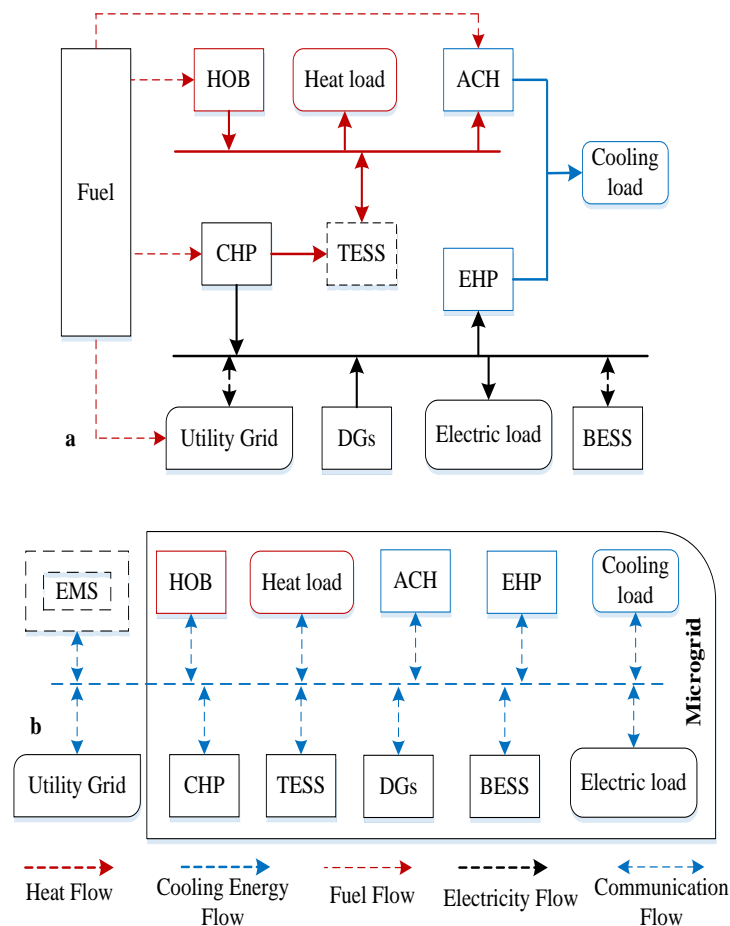 HOB
Heat load
ACH
Fuel
Cooling
load
CHP
TESS
EHP
a
Utility Grid
DGs
Electric load
BESS
EMS
HOB
Heat load
ACH
EHP
Cooling
load
Microgrid
b
Utility Grid
CHP
TESS
DGs
BESS
Electric load
Heat Flow
Cooling Energy
Flow
Fuel Flow
Electricity Flow
Communication
Flow